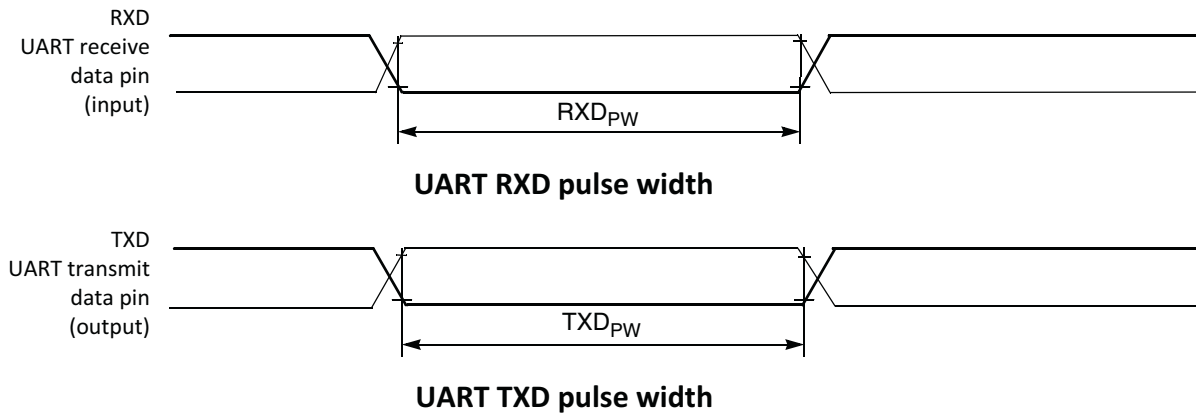 RXD
UART receive
data pin
(input)
RXD_PW
UART RXD pulse width
TXD
UART transmit
data pin
(output)
TXD_PW
UART TXD pulse width